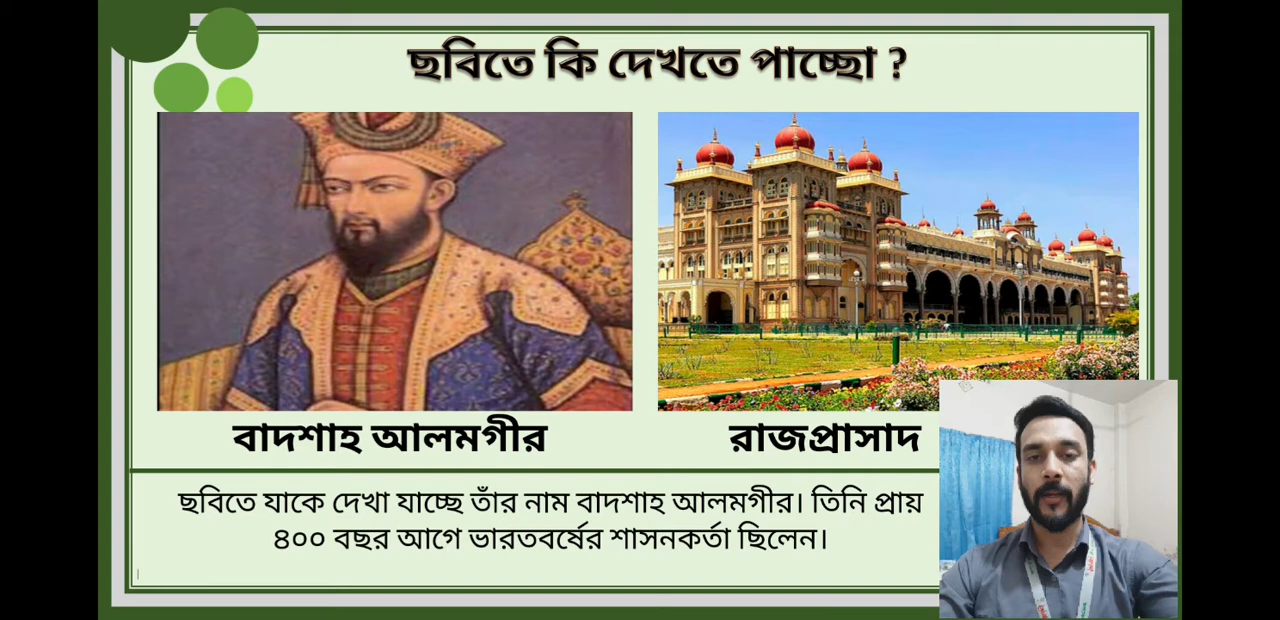 ছবিতে কি দেখতে পাচ্ছো ?
বাদশাহ আলমগীর
রাজপ্রাসাদ
ছবিতে যাকে দেখা যাচ্ছে তাঁর নাম বাদশাহ আলমগীর। তিনি প্রায়
৪০০ বছর আগে ভারতবর্ষের শাসনকর্তা ছিলেন।